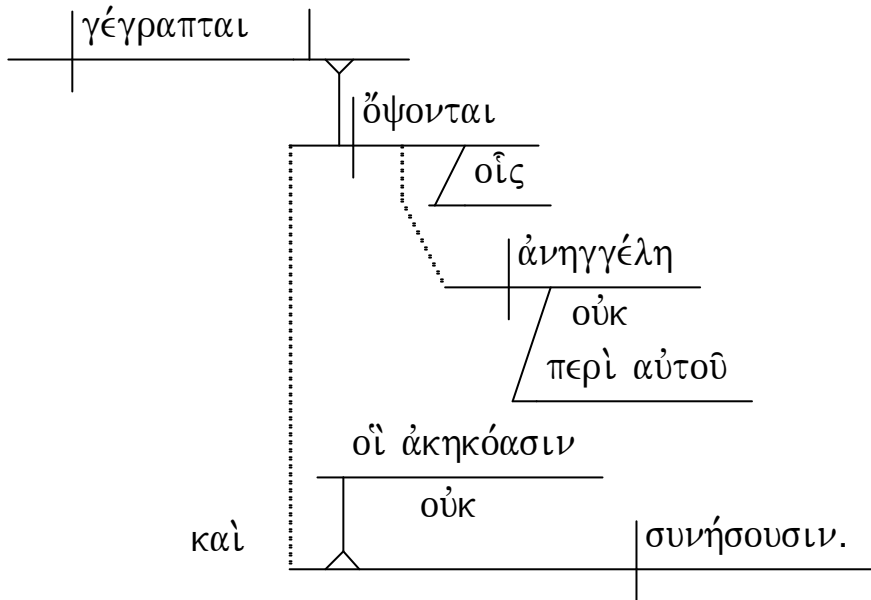 γέγραπται
ὄψονται
οἷς
ἀνηγγέλη
οὐκ
περὶ αὐτοῦ
οἳ ἀκηκόασιν
οὐκ
καὶ
συνήσουσιν.